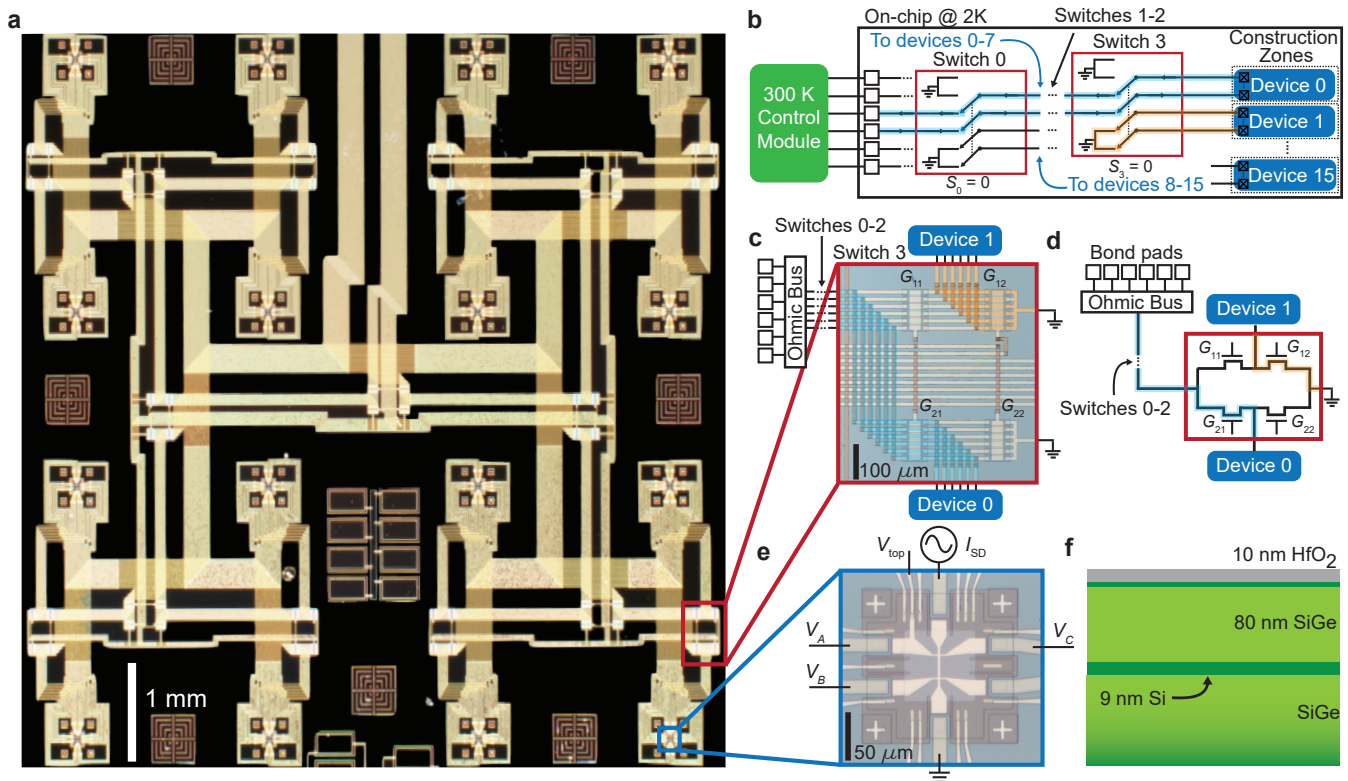 a
1 mm
b
On-chip @ 2K
Switches 1-2
To devices 0-7
Switch 0
Switch 3
Construction
Zones
300 K
Control
Module
Device 0
Device 1
Device 15
S0 = 0
S3 = 0
To devices 8-15
c
Switches 0-2
Switch 3
Device 1
Ohmic Bus
G11
G12
G21
G22
100 μm
Device 0
d
Bond pads
Ohmic Bus
Device 1
G11
G12
Switches 0-2
G21
G22
Device 0
e
Vtop
ISD
VA
VB
VC
50 μm
f
10 nm HfO2
80 nm SiGe
9 nm Si
SiGe